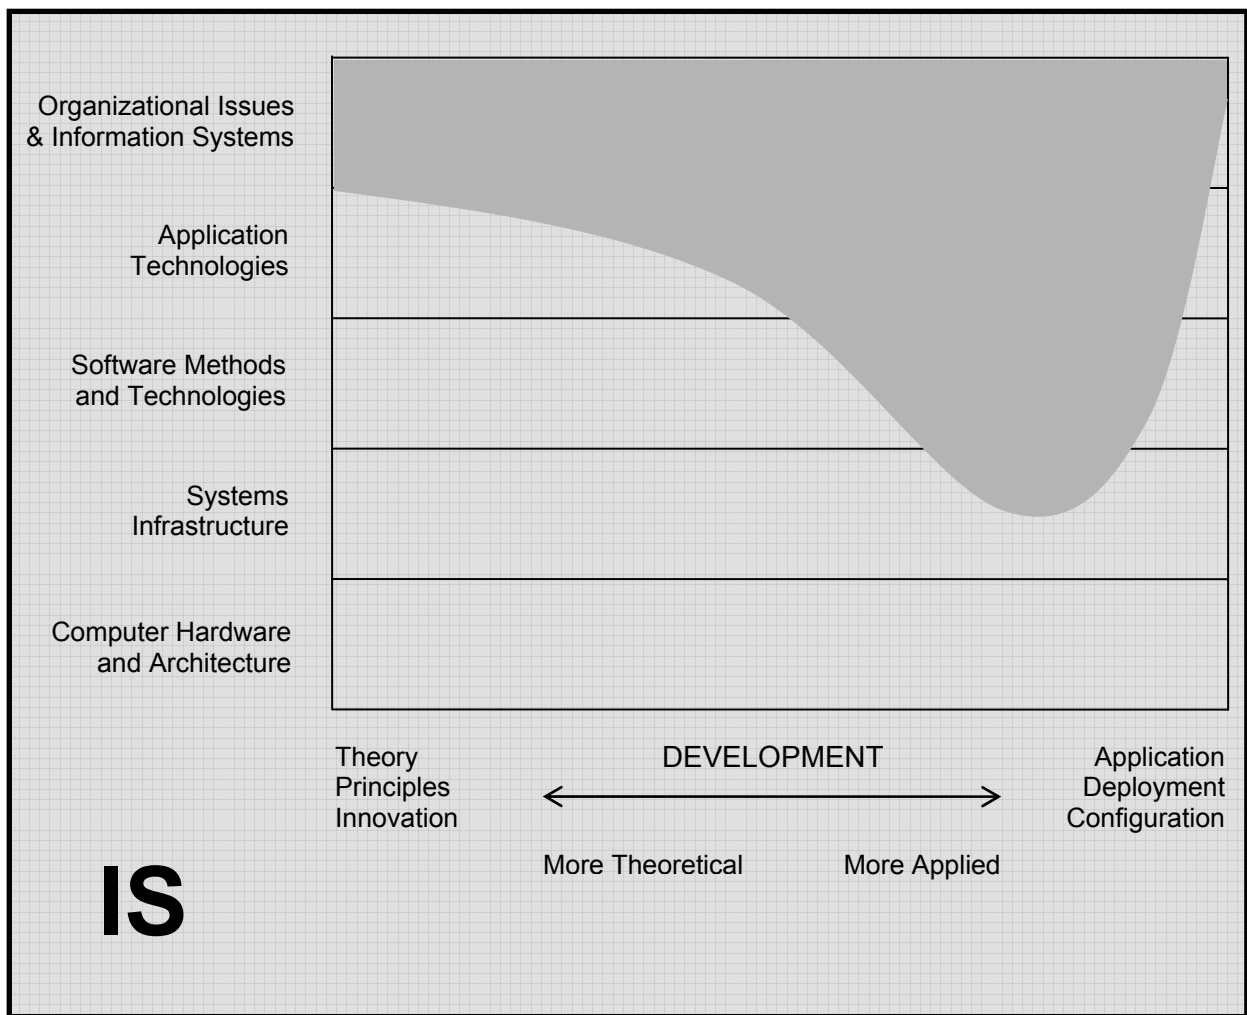 Organizational Issues
& Information Systems
Application
Technologies
Software Methods
and Technologies
Systems
Infrastructure
Computer Hardware
and Architecture
Theory
Principles
Innovation
DEVELOPMENT
Application
Deployment
Configuration
More Theoretical
More Applied
IS